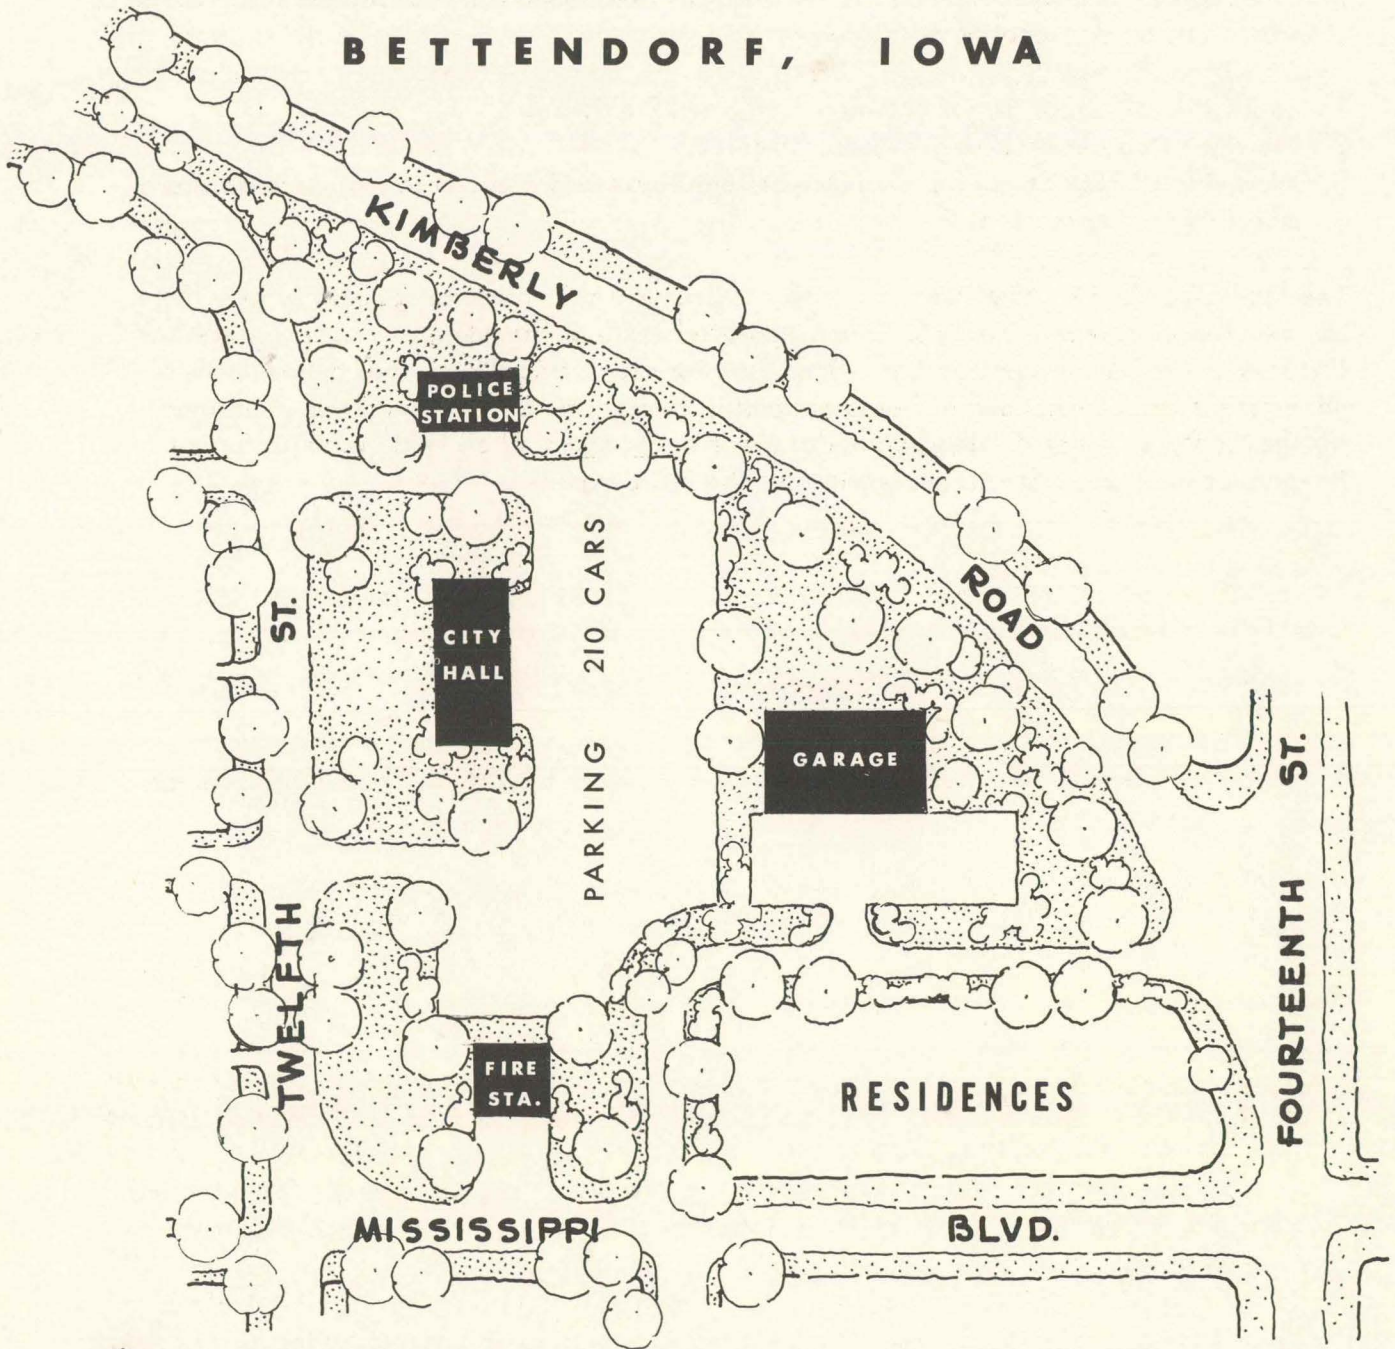 BETTENDORF, IOWA
KIMBERLY
ROAD
POLICE
STATION
CITY
HALL
PARKING 210 CARS
GARAGE
TWELETH
ST.
FOURTEENTH
ST.
FIRE
STA.
RESIDENCES
MISSISSIPPI
BLVD.